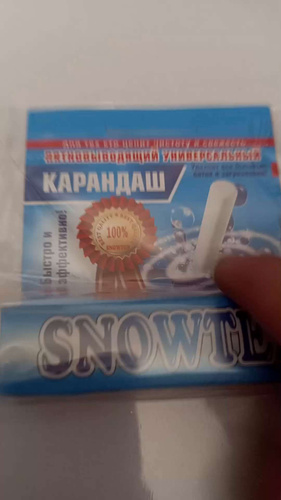 для тех кто ценит чистоту и свежесть
ПЯТНОВЫВОДЯЩИЙ УНИВЕРСАЛЬНЫЙ
КАРАНДАШ
быстро и
эффективно!
100%
SNOWTE